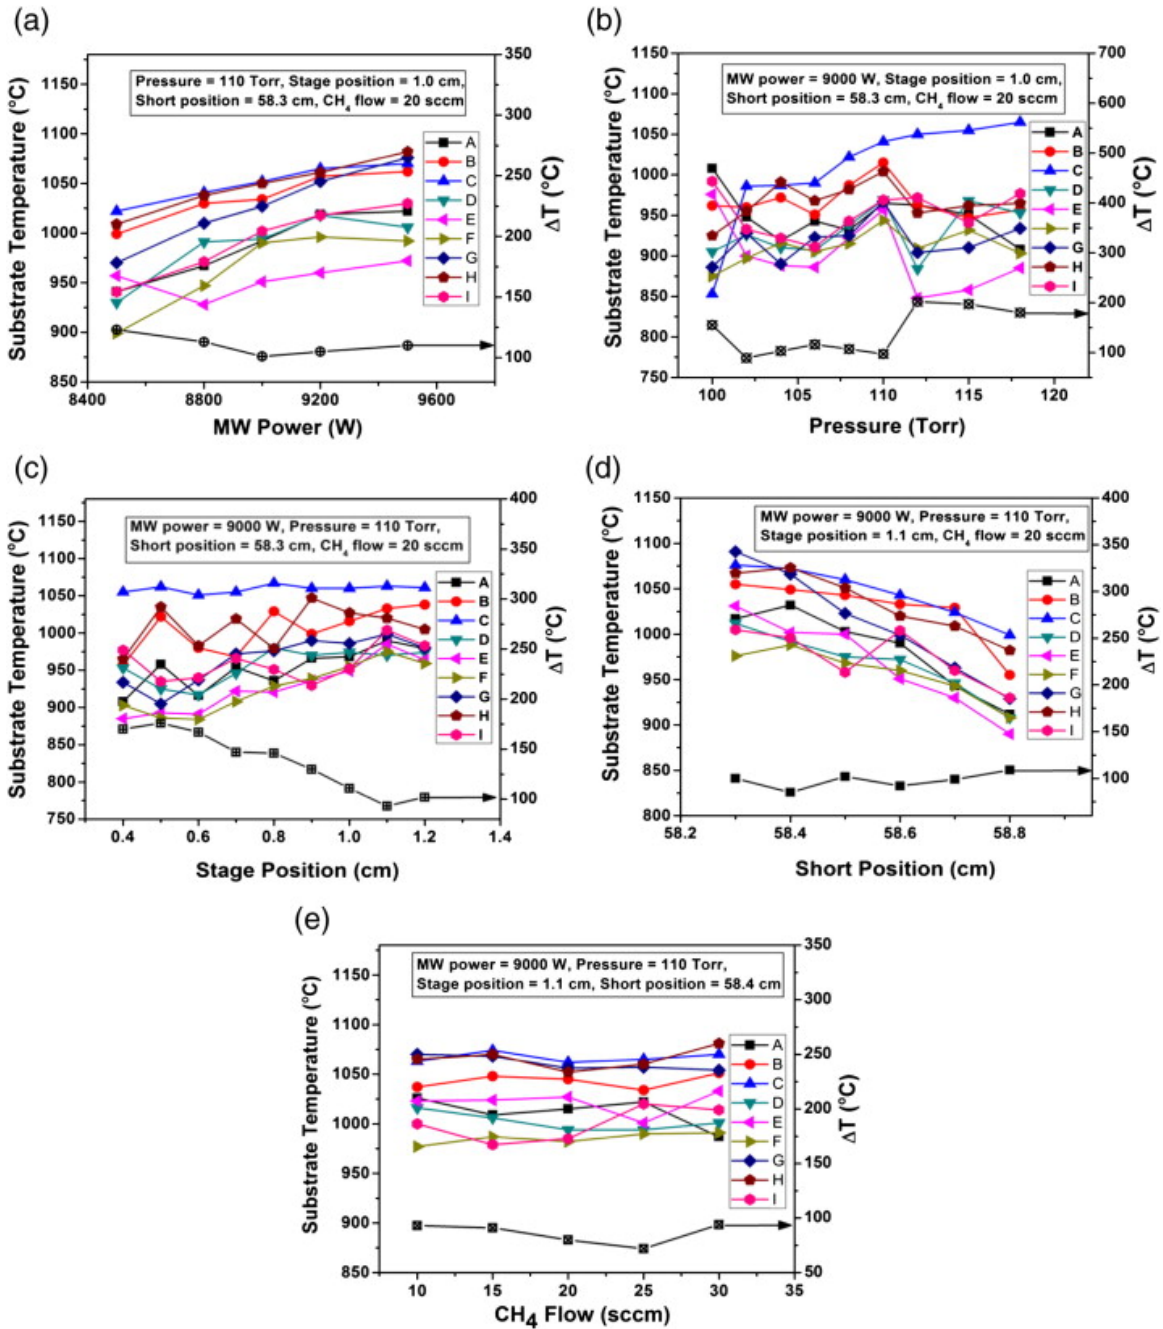 (a)
Pressure = 110 Torr, Stage position = 1.0 cm,
Short position = 58.3 cm, CH4 flow = 20 sccm
Substrate Temperature (°C)
1150
1100
1050
1000
950
900
850
8400
8800
9200
9600
MW Power (W)
350
300
250
200
150
100
ΔT (°C)
A
B
C
D
E
F
G
H
I
(b)
MW power = 9000 W, Stage position = 1.0 cm,
Short position = 58.3 cm, CH4 flow = 20 sccm
Substrate Temperature (°C)
1150
1100
1050
1000
950
900
850
800
750
100
105
110
115
120
Pressure (Torr)
700
600
500
400
300
200
100
ΔT (°C)
A
B
C
D
E
F
G
H
I
(c)
MW power = 9000 W, Pressure = 110 Torr,
Short position = 58.3 cm, CH4 flow = 20 sccm
Substrate Temperature (°C)
1150
1100
1050
1000
950
900
850
800
750
0.4
0.6
0.8
1.0
1.2
1.4
Stage Position (cm)
400
350
300
250
200
150
100
ΔT (°C)
A
B
C
D
E
F
G
H
I
(d)
MW power = 9000 W, Pressure = 110 Torr,
Stage position = 1.1 cm, CH4 flow = 20 sccm
Substrate Temperature (°C)
1150
1100
1050
1000
950
900
850
800
58.2
58.4
58.6
58.8
Short Position (cm)
400
350
300
250
200
150
100
ΔT (°C)
A
B
C
D
E
F
G
H
I
(e)
MW power = 9000 W, Pressure = 110 Torr,
Stage position = 1.1 cm, Short position = 58.4 cm
Substrate Temperature (°C)
1150
1100
1050
1000
950
900
850
10
15
20
25
30
35
CH4 Flow (sccm)
350
300
250
200
150
100
50
ΔT (°C)
A
B
C
D
E
F
G
H
I